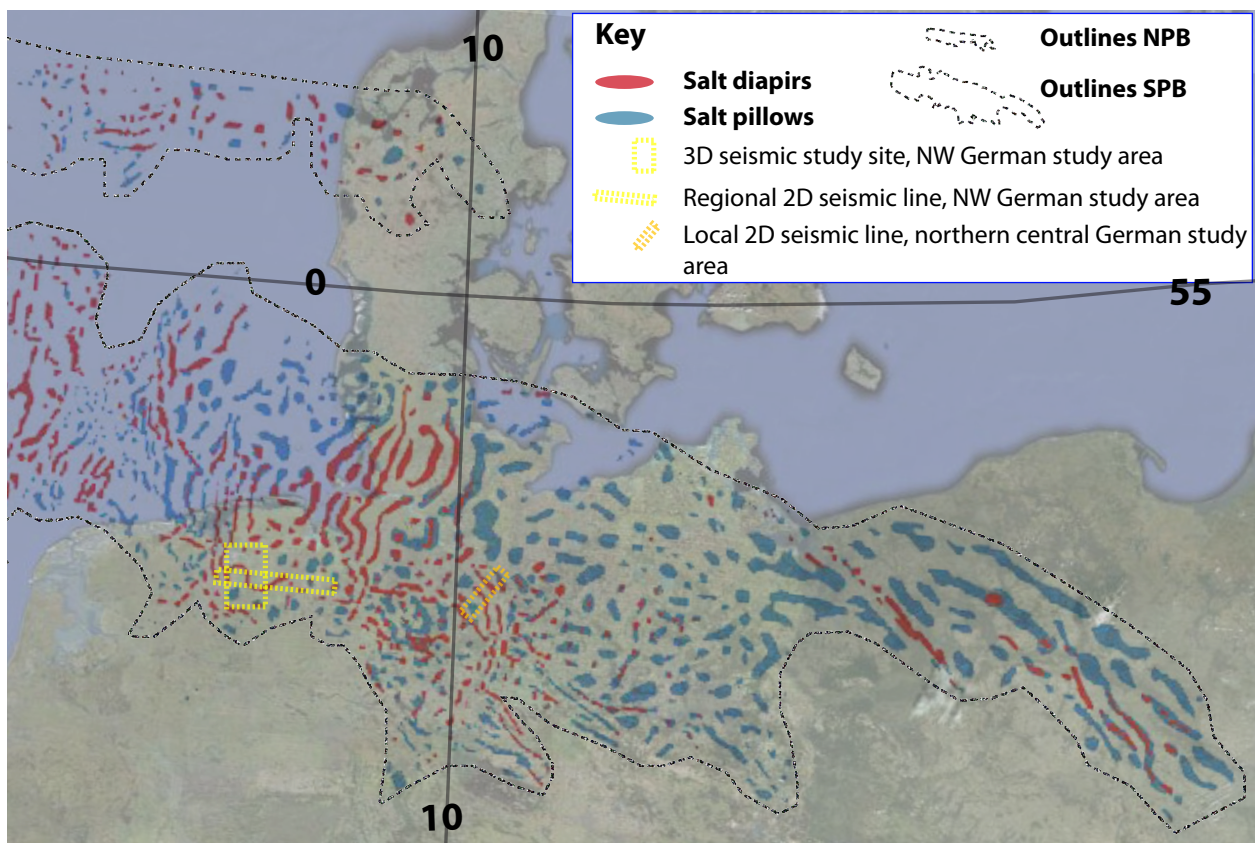 10
Key
Outlines NPB
Salt diapirs
Outlines SPB
Salt pillows
3D seismic study site, NW German study area
Regional 2D seismic line, NW German study area
Local 2D seismic line, northern central German study
area
0
55
10